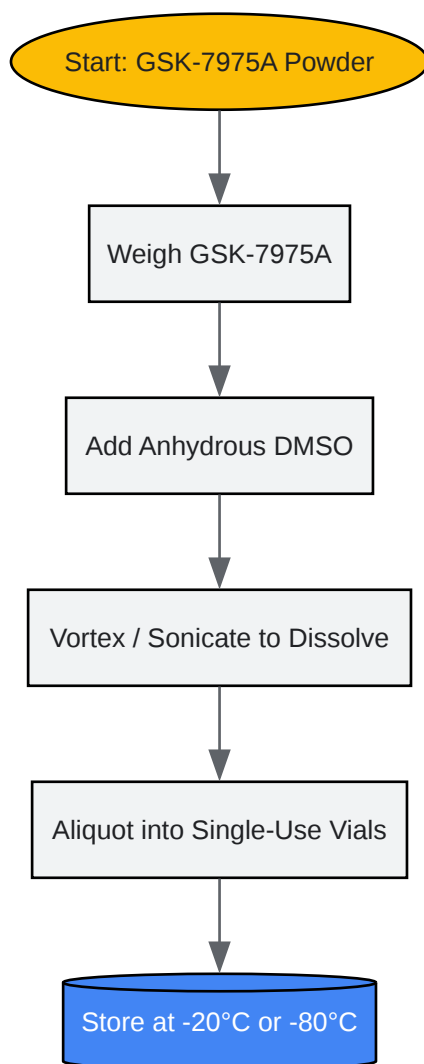 Start: GSK-7975A Powder
Weigh GSK-7975A
Add Anhydrous DMSO
Vortex / Sonicate to Dissolve
Aliquot into Single-Use Vials
Store at -20°C or -80°C